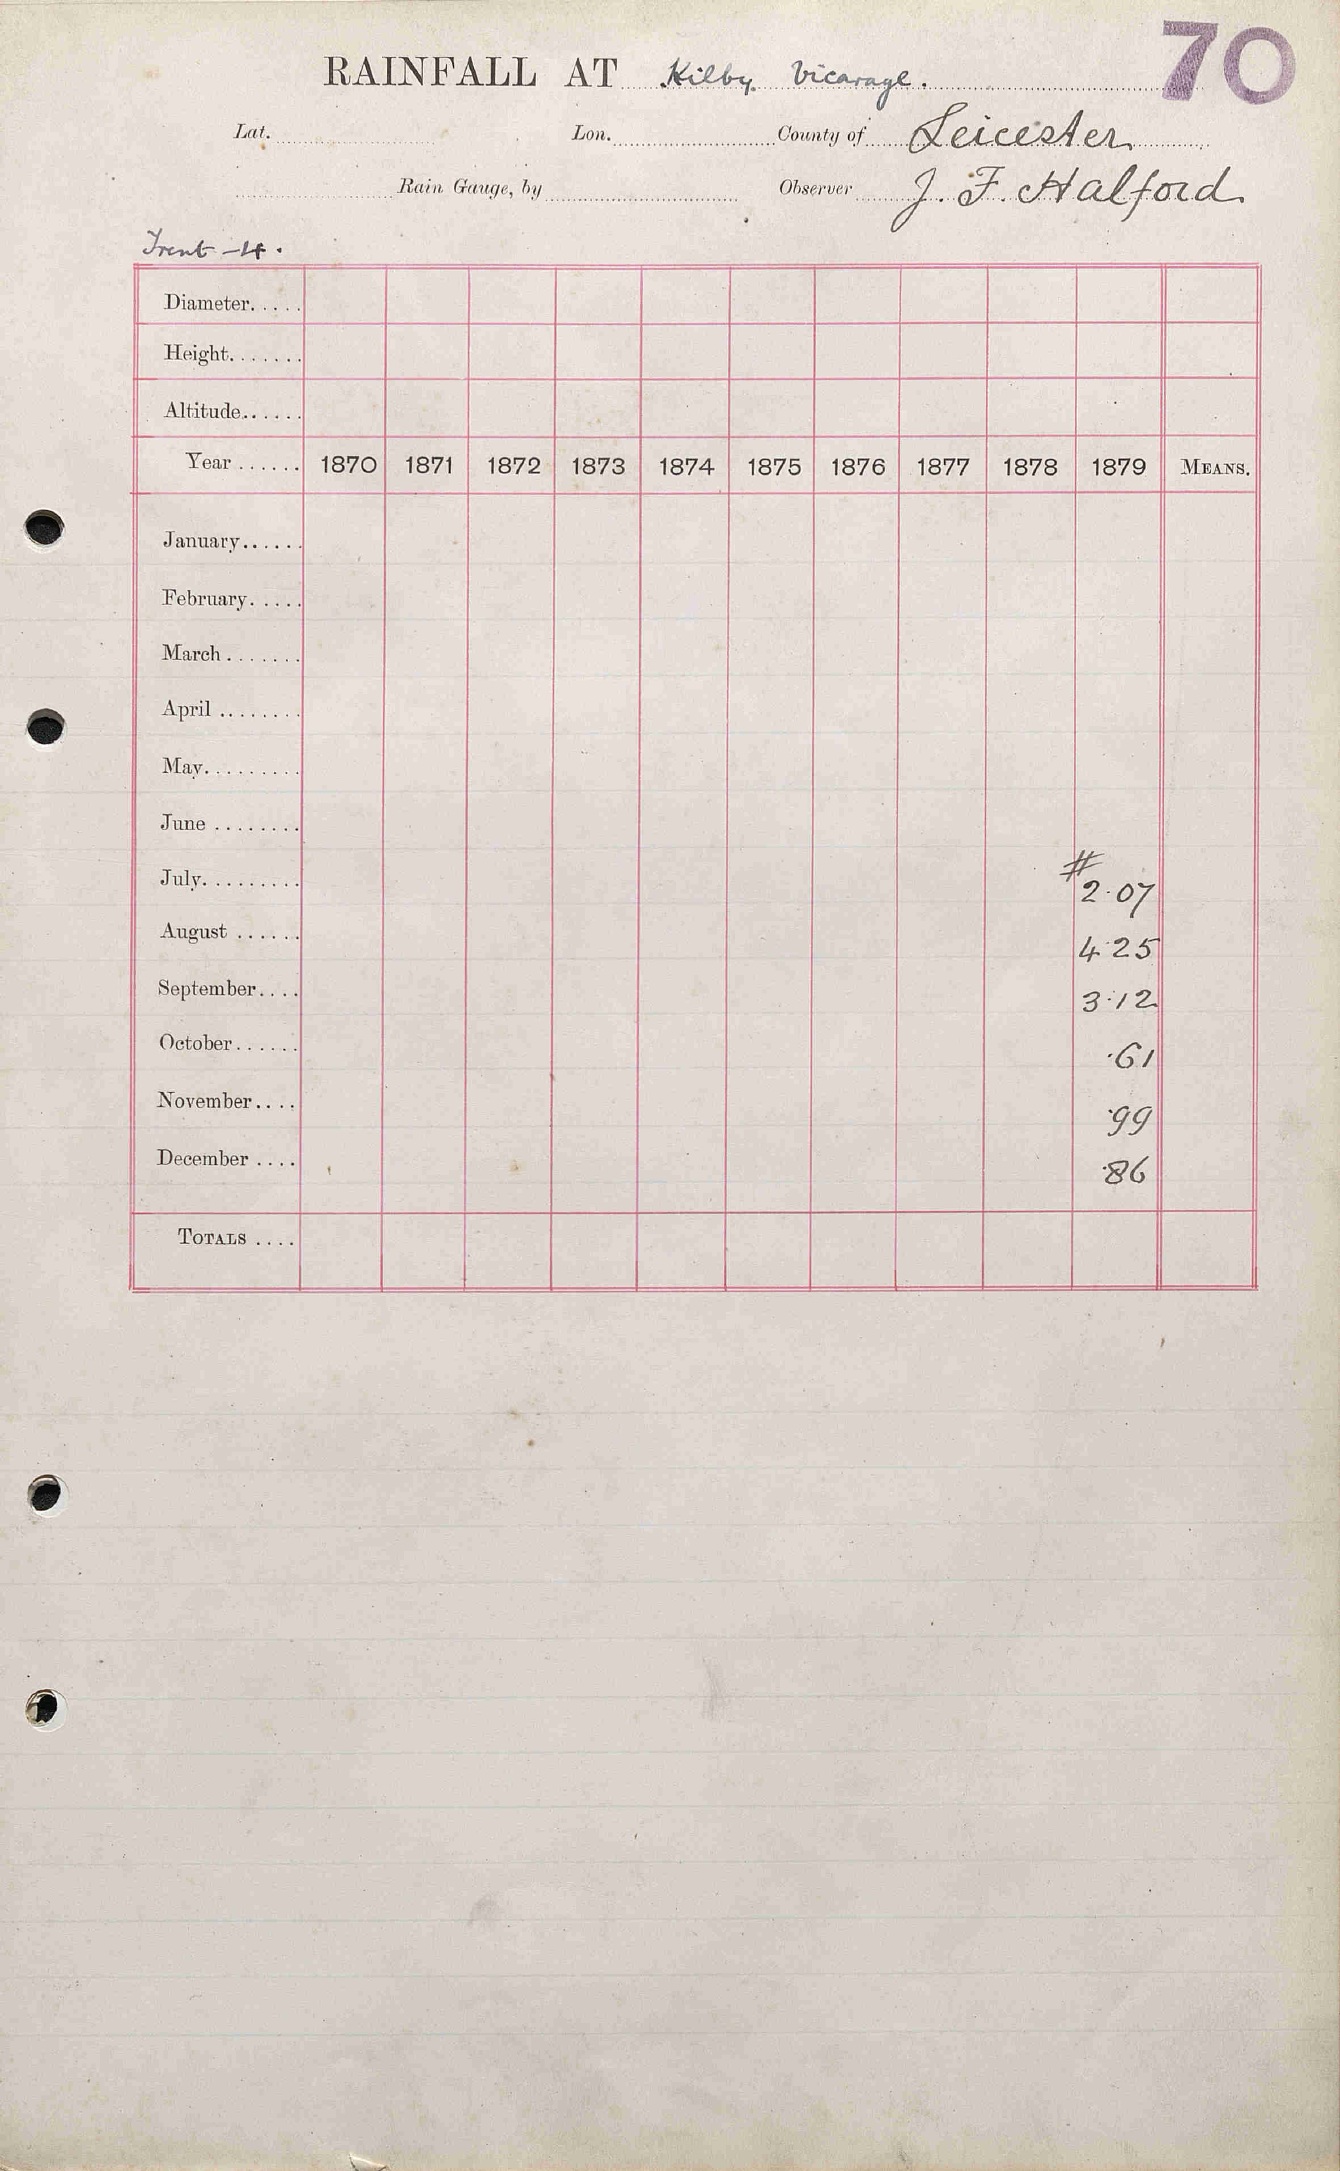 70
RAINFALL AT Kilby Vicarage.
Lat. Lon. County of Leicester
Rain Gauge, by Observer J. F. Halford
Trent - 4.
Diameter.....
Height.......
Altitude......
Year ...... 1870 1871 1872 1873 1874 1875 1876 1877 1878 1879 MEANS.
January......
February.....
March .......
April ........
May.........
June ........
#
July......... 2.07
August ...... 4.25
September.... 3.12
October...... .61
November.... .99
December .... .86
TOTALS ....